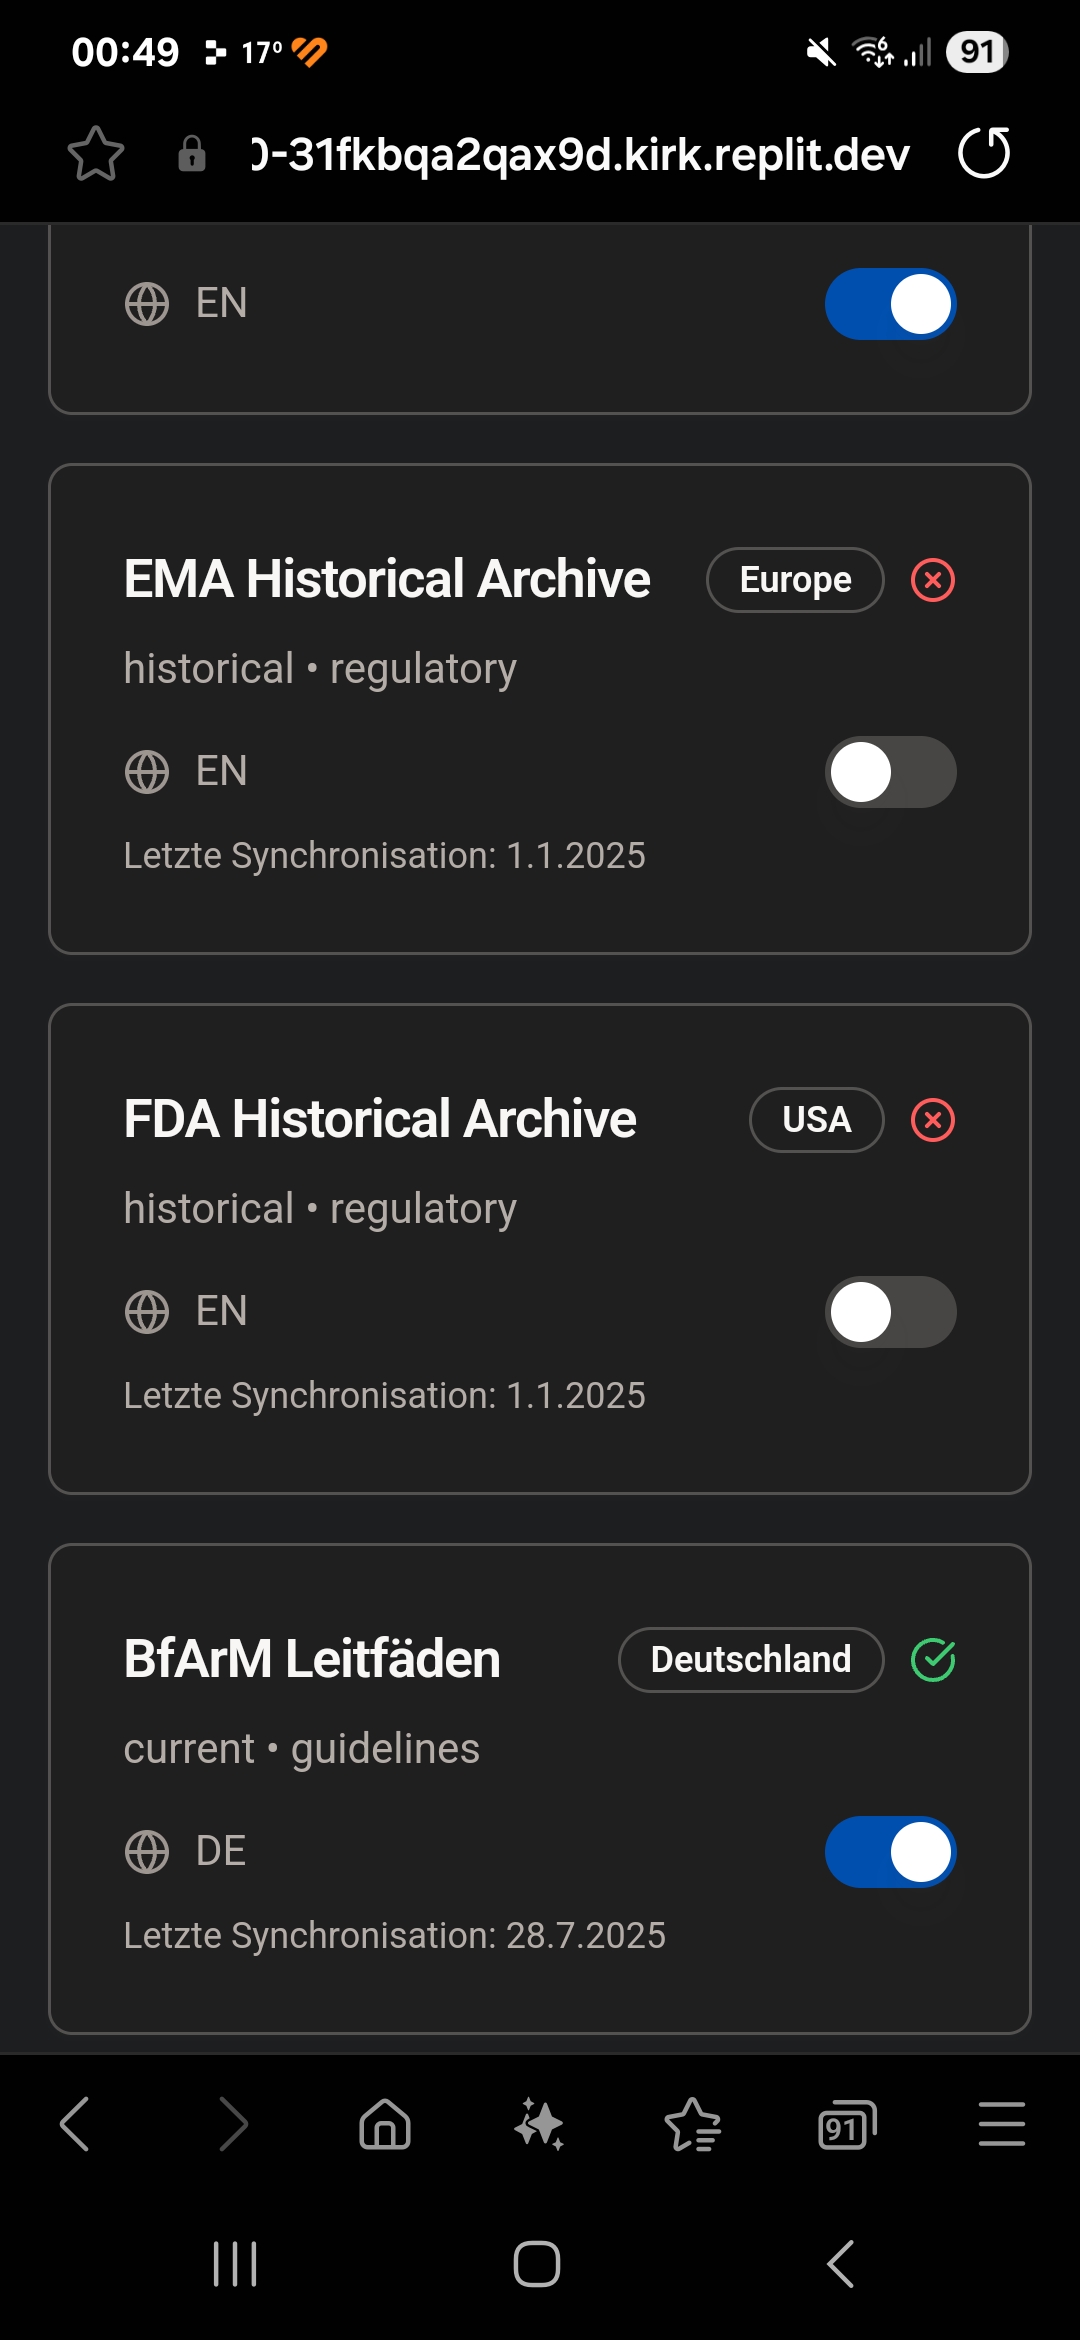 00:49 17° 91
0-31fkbqa2qax9d.kirk.replit.dev
EN
EMA Historical Archive Europe
historical • regulatory
EN
Letzte Synchronisation: 1.1.2025
FDA Historical Archive USA
historical • regulatory
EN
Letzte Synchronisation: 1.1.2025
BfArM Leitfäden Deutschland
current • guidelines
DE
Letzte Synchronisation: 28.7.2025
91